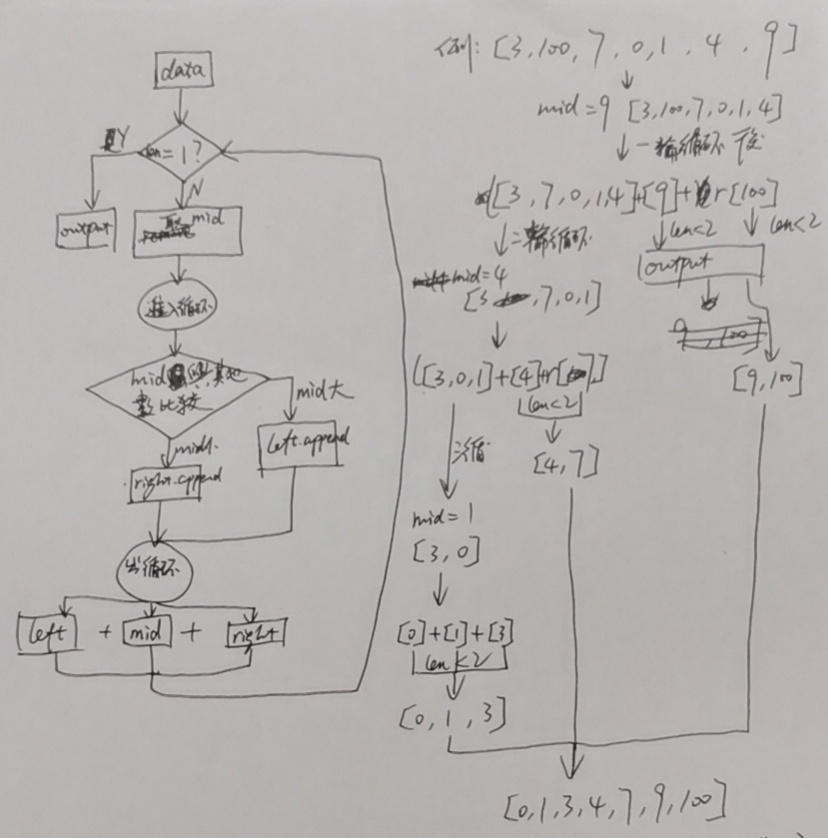 data
Y
len=1?
N
output
取mid
进入循环
mid与其他
数比较
mid大
mid小
left.append
right.append
出循环
left + mid + right
例: [3,100,7,0,1,4,9]
mid=9 [3,100,7,0,1,4]
一轮循环后
[3,7,0,1,4]+[9]+r[100]
二轮循环
len<2
len<2
output
mid=4
[3,7,0,1]
[9,100]
([3,0,1]+[4]+r[
len<2
三循
[4,7]
mid=1
[3,0]
[0]+[1]+[3]
len<2
[0,1,3]
[0,1,3,4,7,9,100]